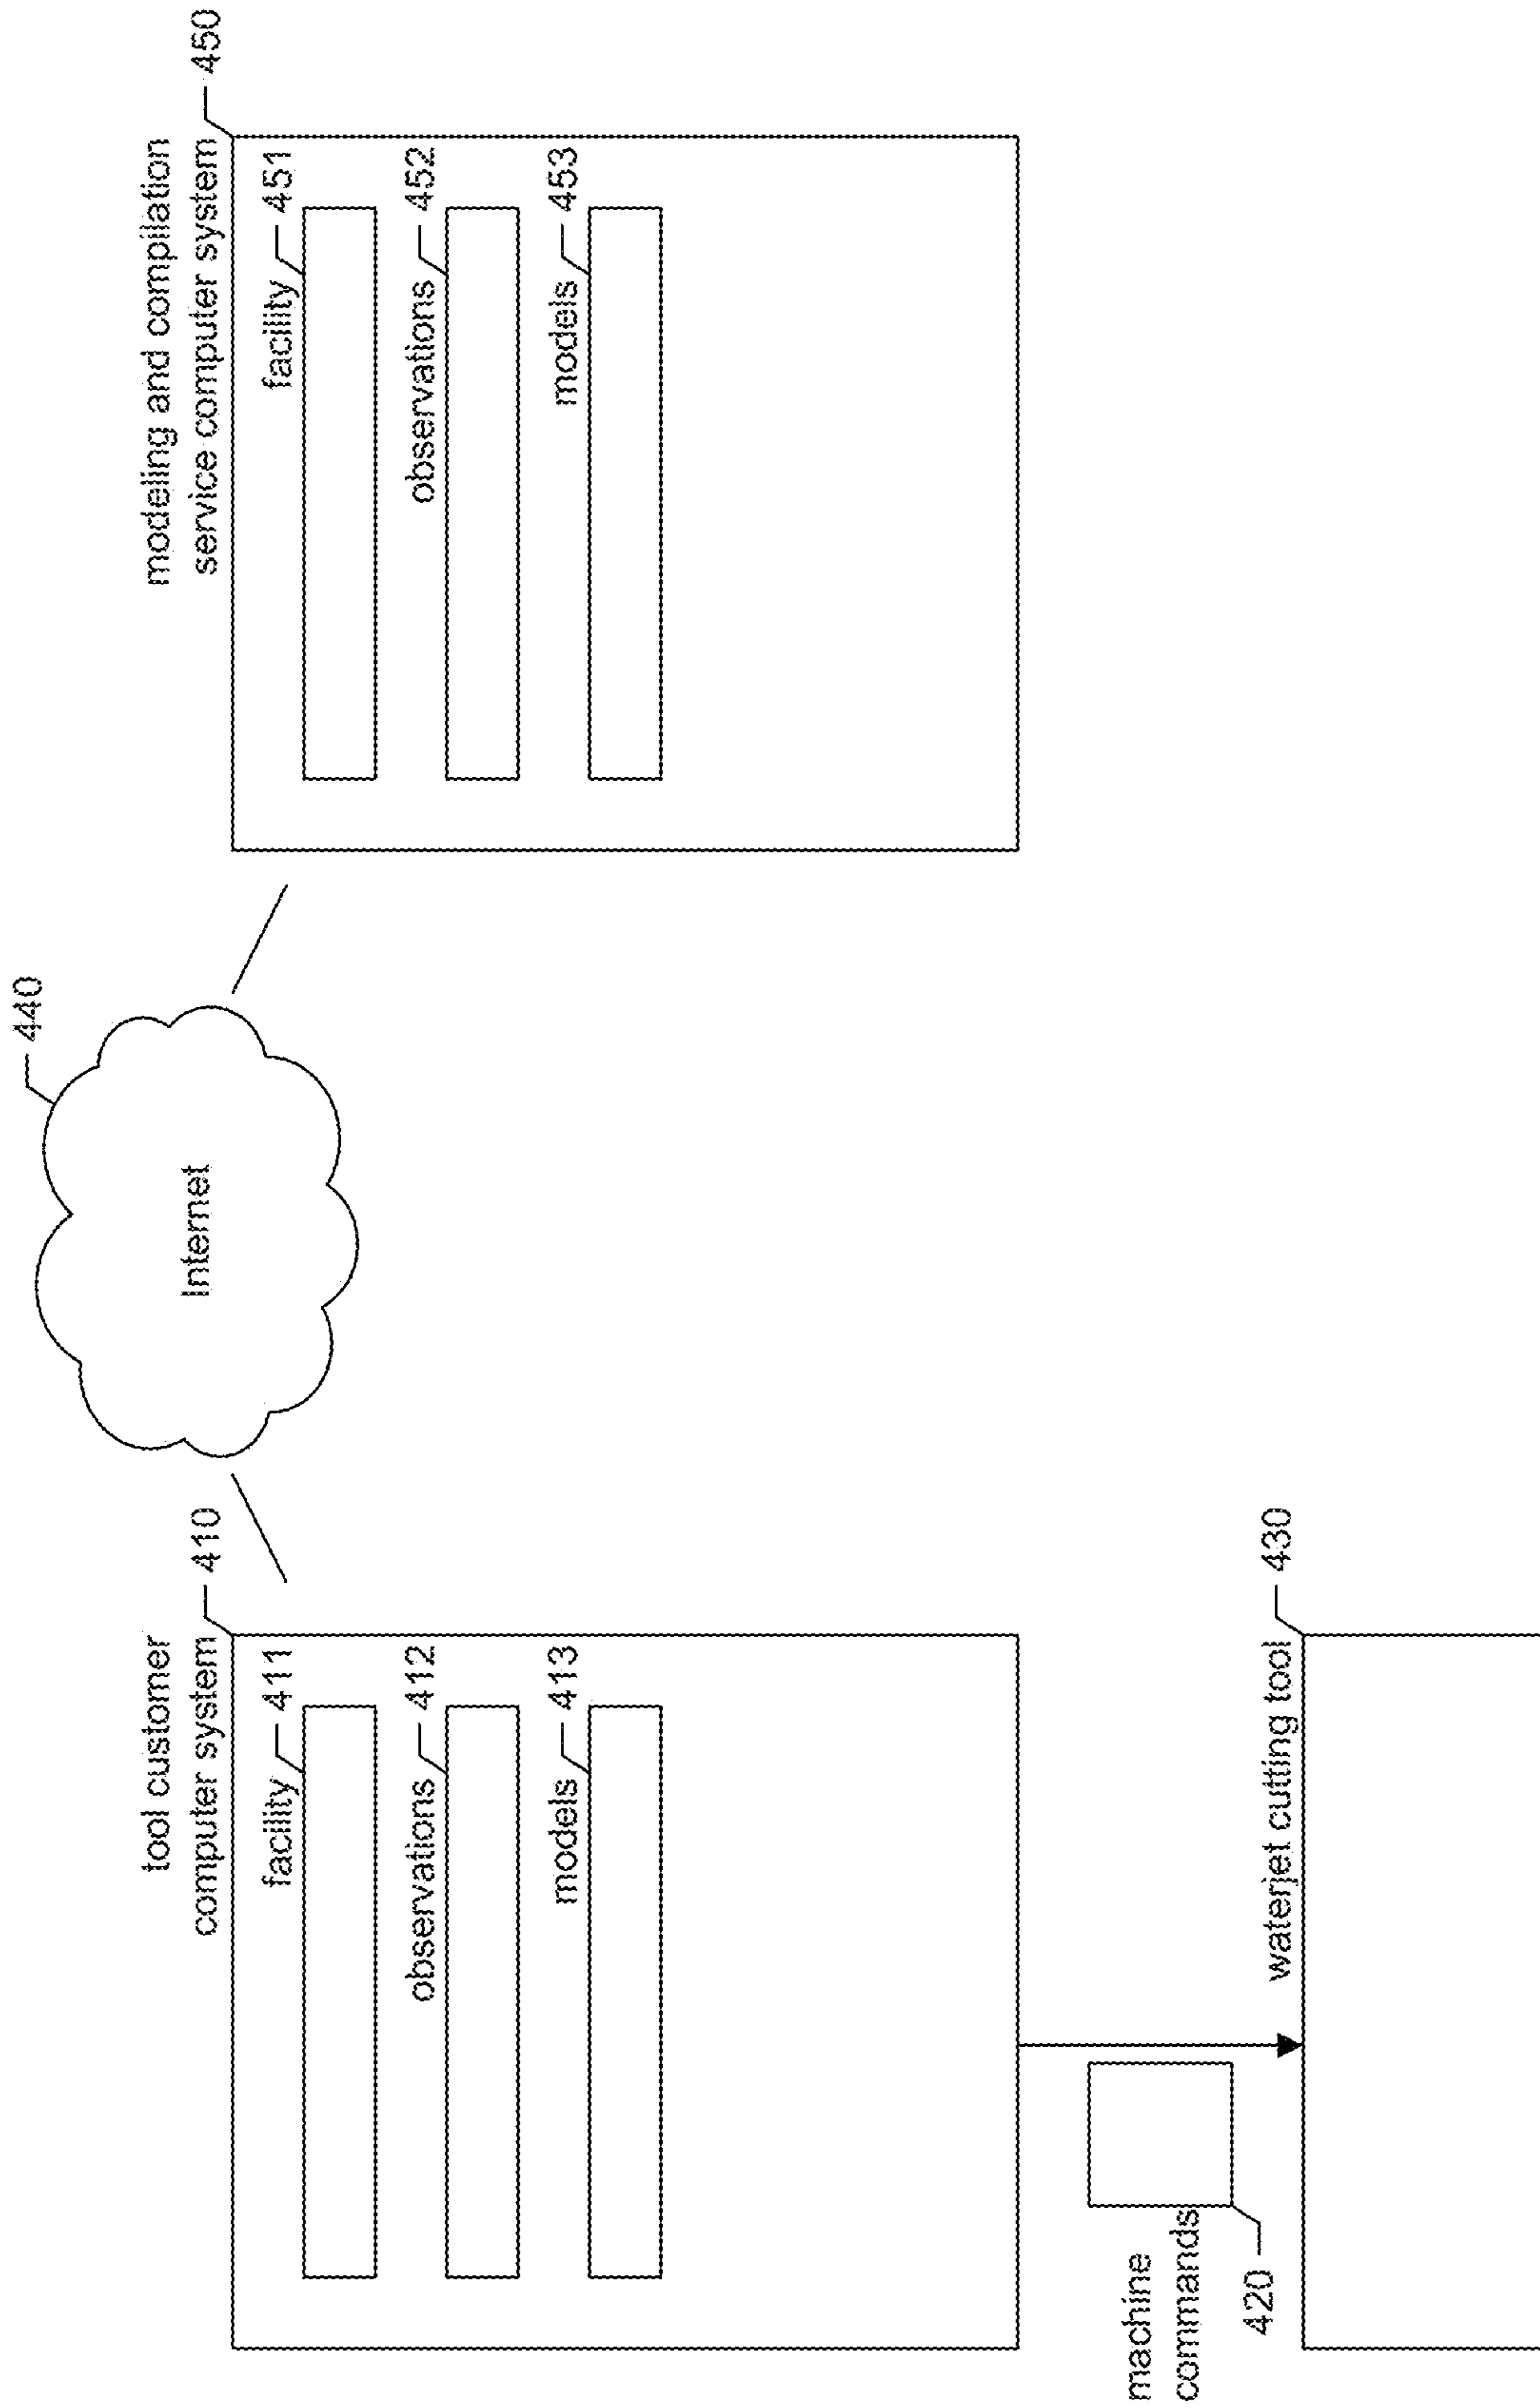 440
Internet
tool customer
computer system
410
facility
411
observations
412
models
413
modeling and compilation
service computer system
450
facility
451
observations
452
models
453
machine
commands
420
waterjet cutting tool
430